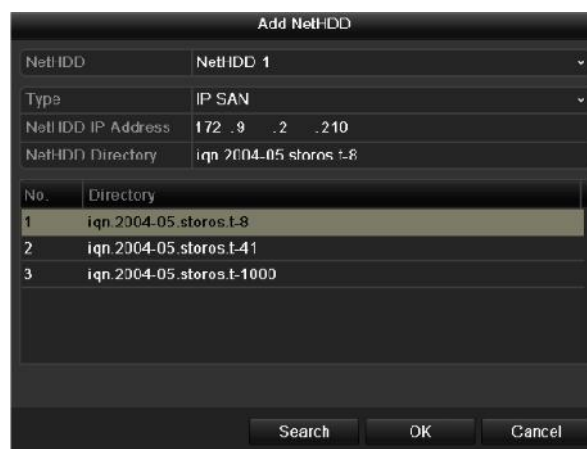 Add NetHDD
NetHDD NetHDD 1
Type IP SAN
NetHDD IP Address 172 .9 .2 .210
NetHDD Directory iqn.2004-05.storos.t-8
No. Directory
1 iqn.2004-05.storos.t-8
2 iqn.2004-05.storos.t-41
3 iqn.2004-05.storos.t-1000
Search OK Cancel